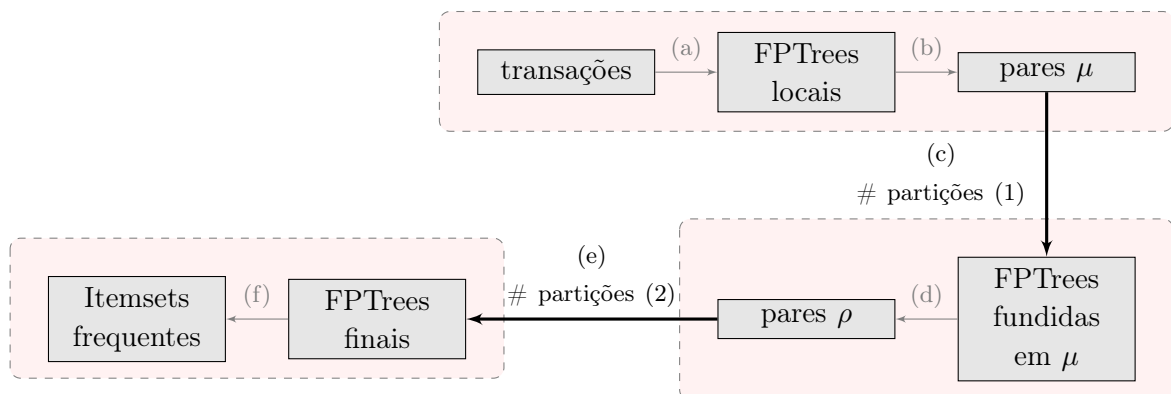 transações
(a)
FPTrees
locais
(b)
pares μ
(c)
# partições (1)
FPTrees
fundidas
em μ
(d)
pares ρ
(e)
# partições (2)
FPTrees
finais
(f)
Itemsets
frequentes